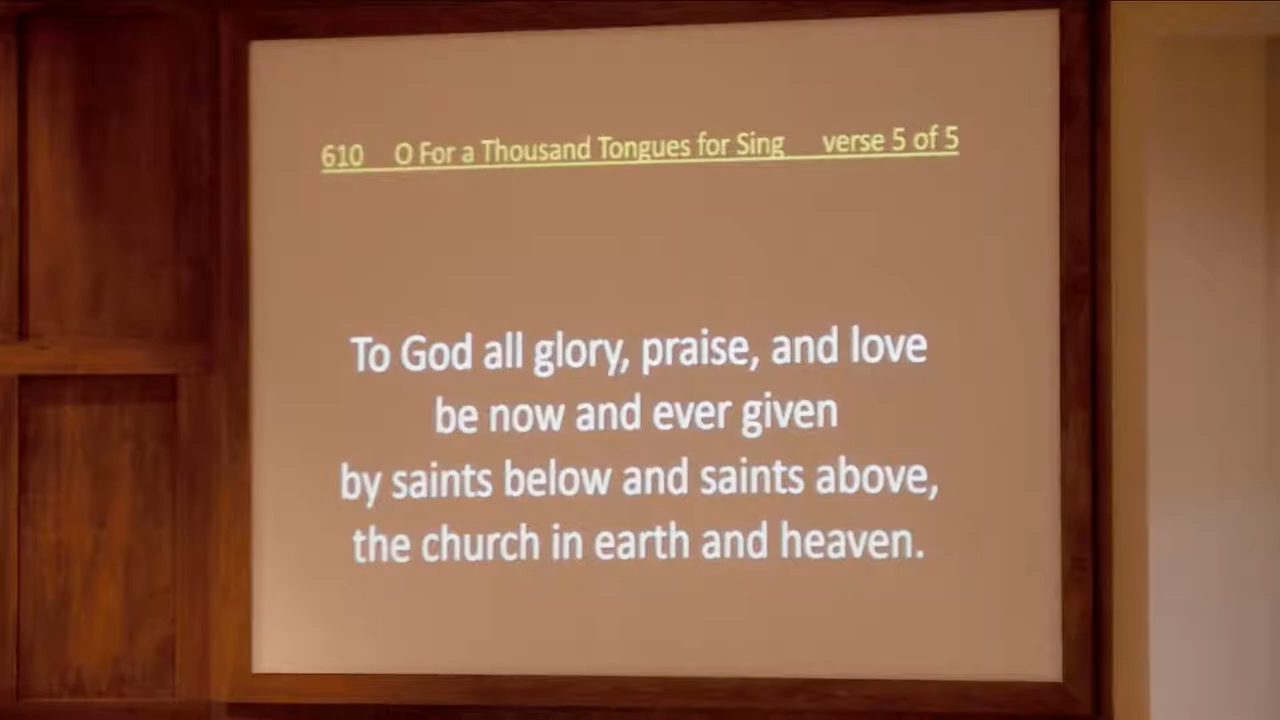 610 O For a Thousand Tongues for Sing verse 5 of 5
To God all glory, praise, and love
be now and ever given
by saints below and saints above,
the church in earth and heaven.